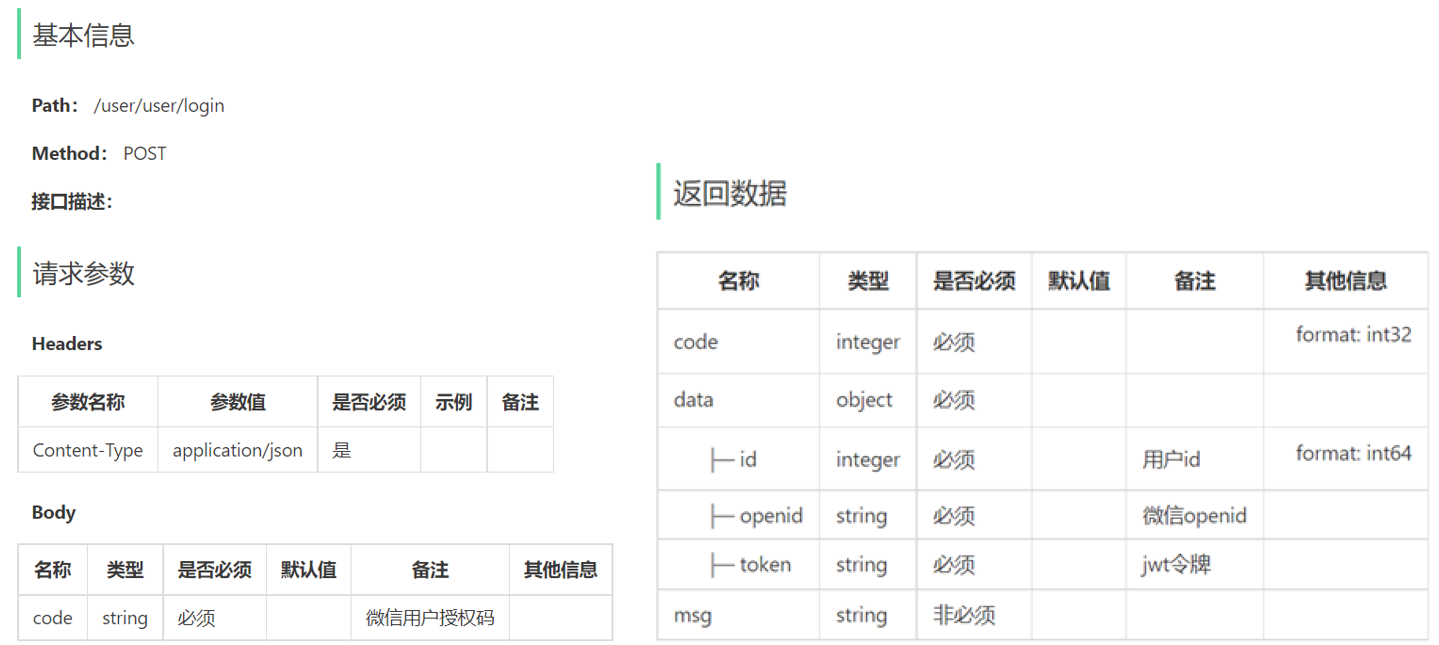 基本信息
Path： /user/user/login
Method： POST
接口描述：
请求参数
Headers
参数名称 参数值 是否必须 示例 备注
Content-Type application/json 是
Body
名称 类型 是否必须 默认值 备注 其他信息
code string 必须 微信用户授权码
返回数据
名称 类型 是否必须 默认值 备注 其他信息
code integer 必须 format: int32
data object 必须
├─ id integer 必须 用户id format: int64
├─ openid string 必须 微信openid
├─ token string 必须 jwt令牌
msg string 非必须